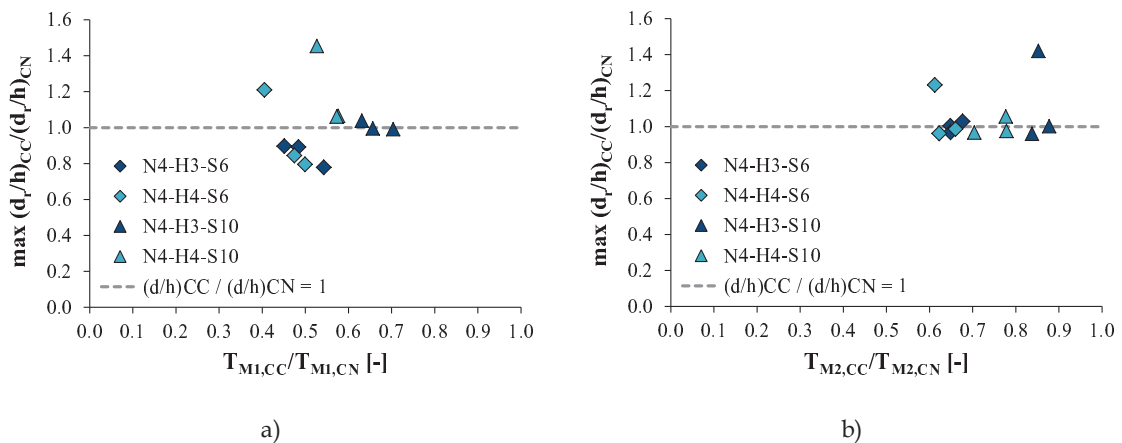 max (dr/h)CC/(dr/h)CN
1.6
1.4
1.2
1.0
0.8
0.6
0.4
0.2
0.0
N4-H3-S6
N4-H4-S6
N4-H3-S10
N4-H4-S10
(d/h)CC / (d/h)CN = 1
0.0 0.1 0.2 0.3 0.4 0.5 0.6 0.7 0.8 0.9 1.0
TM1,CC/TM1,CN [-]
a)
max (dr/h)CC/(dr/h)CN
1.6
1.4
1.2
1.0
0.8
0.6
0.4
0.2
0.0
N4-H3-S6
N4-H4-S6
N4-H3-S10
N4-H4-S10
(d/h)CC / (d/h)CN = 1
0.0 0.1 0.2 0.3 0.4 0.5 0.6 0.7 0.8 0.9 1.0
TM2,CC/TM2,CN [-]
b)